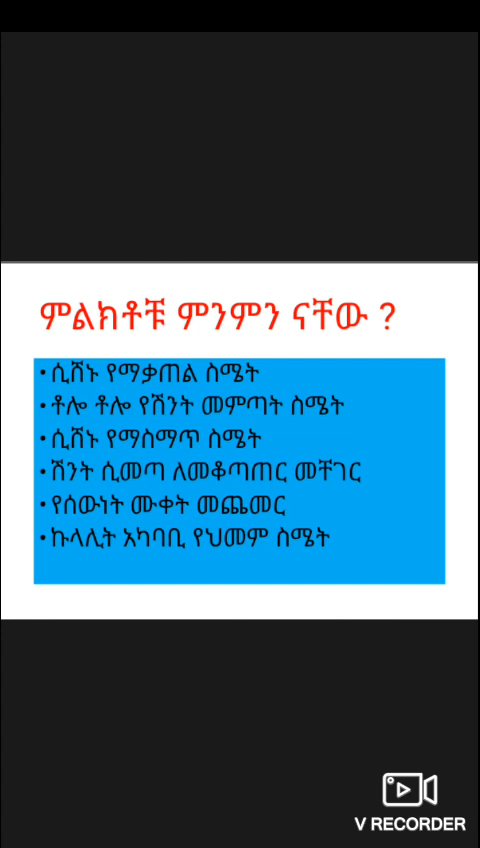 ምልክቶቹ ምንምን ናቸው ?
• ሲሸኑ የማቃጠል ስሜት
• ቶሎ ቶሎ የሽንት መምጣት ስሜት
• ሲሸኑ የማስማጥ ስሜት
• ሽንት ሲመጣ ለመቆጣጠር መቸገር
• የሰውነት ሙቀት መጨመር
• ኩላሊት አካባቢ የህመም ስሜት
V RECORDER